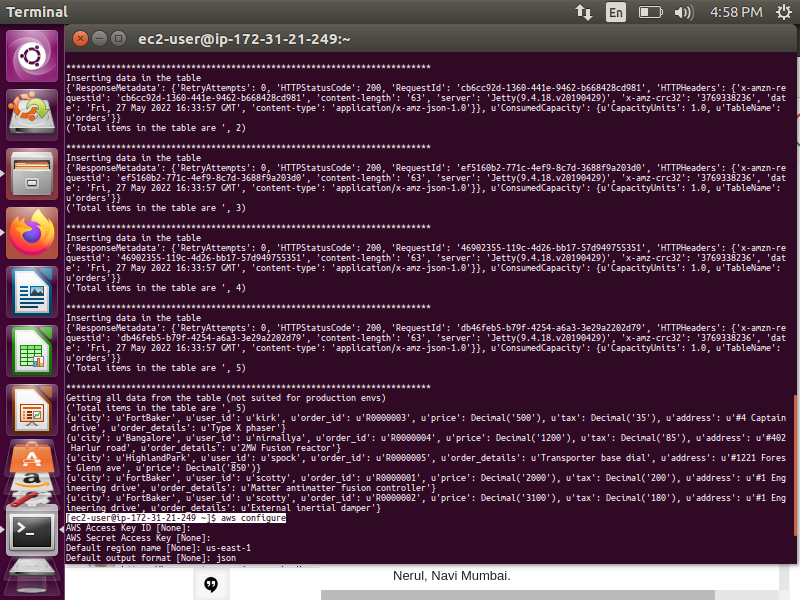 Terminal
En
4:58 PM
ec2-user@ip-172-31-21-249:~
*************************************************************************
Inserting data in the table
{'ResponseMetadata': {'RetryAttempts': 0, 'HTTPStatusCode': 200, 'RequestId': 'cb6cc92d-1360-441e-9462-b668428cd981', 'HTTPHeaders': {'x-amzn-r
equestid': 'cb6cc92d-1360-441e-9462-b668428cd981', 'content-length': '63', 'server': 'Jetty(9.4.18.v20190429)', 'x-amz-crc32': '3769338236', 'dat
e': 'Fri, 27 May 2022 16:33:57 GMT', 'content-type': 'application/x-amz-json-1.0'}}, u'ConsumedCapacity': {u'CapacityUnits': 1.0, u'TableName':
u'orders'}}
('Total items in the table are ', 2)
*************************************************************************
Inserting data in the table
{'ResponseMetadata': {'RetryAttempts': 0, 'HTTPStatusCode': 200, 'RequestId': 'ef5160b2-771c-4ef9-8c7d-3688f9a203d0', 'HTTPHeaders': {'x-amzn-r
equestid': 'ef5160b2-771c-4ef9-8c7d-3688f9a203d0', 'content-length': '63', 'server': 'Jetty(9.4.18.v20190429)', 'x-amz-crc32': '3769338236', 'dat
e': 'Fri, 27 May 2022 16:33:57 GMT', 'content-type': 'application/x-amz-json-1.0'}}, u'ConsumedCapacity': {u'CapacityUnits': 1.0, u'TableName':
u'orders'}}
('Total items in the table are ', 3)
*************************************************************************
Inserting data in the table
{'ResponseMetadata': {'RetryAttempts': 0, 'HTTPStatusCode': 200, 'RequestId': '46902355-119c-4d26-bb17-57d949755351', 'HTTPHeaders': {'x-amzn-r
equestid': '46902355-119c-4d26-bb17-57d949755351', 'content-length': '63', 'server': 'Jetty(9.4.18.v20190429)', 'x-amz-crc32': '3769338236', 'dat
e': 'Fri, 27 May 2022 16:33:57 GMT', 'content-type': 'application/x-amz-json-1.0'}}, u'ConsumedCapacity': {u'CapacityUnits': 1.0, u'TableName':
u'orders'}}
('Total items in the table are ', 4)
*************************************************************************
Inserting data in the table
{'ResponseMetadata': {'RetryAttempts': 0, 'HTTPStatusCode': 200, 'RequestId': 'db46feb5-b79f-4254-a6a3-3e29a2202d79', 'HTTPHeaders': {'x-amzn-r
equestid': 'db46feb5-b79f-4254-a6a3-3e29a2202d79', 'content-length': '63', 'server': 'Jetty(9.4.18.v20190429)', 'x-amz-crc32': '3769338236', 'dat
e': 'Fri, 27 May 2022 16:33:57 GMT', 'content-type': 'application/x-amz-json-1.0'}}, u'ConsumedCapacity': {u'CapacityUnits': 1.0, u'TableName':
u'orders'}}
('Total items in the table are ', 5)
*************************************************************************
Getting all data from the table (not suited for production envs)
('Total items in the table are ', 5)
{u'city': u'FortBaker', u'user_id': u'kirk', u'order_id': u'R0000003', u'price': Decimal('500'), u'tax': Decimal('35'), u'address': u'#4 Captain
drive', u'order_details': u'Type X phaser'}
{u'city': u'Bangalore', u'user_id': u'nirmallya', u'order_id': u'R0000004', u'price': Decimal('1200'), u'tax': Decimal('85'), u'address': u'#402
Harlur road', u'order_details': u'2MW Fusion reactor'}
{u'city': u'HighlandPark', u'user_id': u'spock', u'order_id': u'R0000005', u'order_details': u'Transporter base dial', u'address': u'#1221 Fores
t Glenn ave', u'price': Decimal('850')}
{u'city': u'FortBaker', u'user_id': u'scotty', u'order_id': u'R0000001', u'price': Decimal('2000'), u'tax': Decimal('200'), u'address': u'#1 Eng
ineering drive', u'order_details': u'Matter antimatter fusion controller'}
{u'city': u'FortBaker', u'user_id': u'scotty', u'order_id': u'R0000002', u'price': Decimal('3100'), u'tax': Decimal('180'), u'address': u'#1 Eng
ineering drive', u'order_details': u'External inertial damper'}
[ec2-user@ip-172-31-21-249 ~]$ aws configure
AWS Access Key ID [None]:
AWS Secret Access Key [None]:
Default region name [None]: us-east-1
Default output format [None]: json
Nerul, Navi Mumbai.